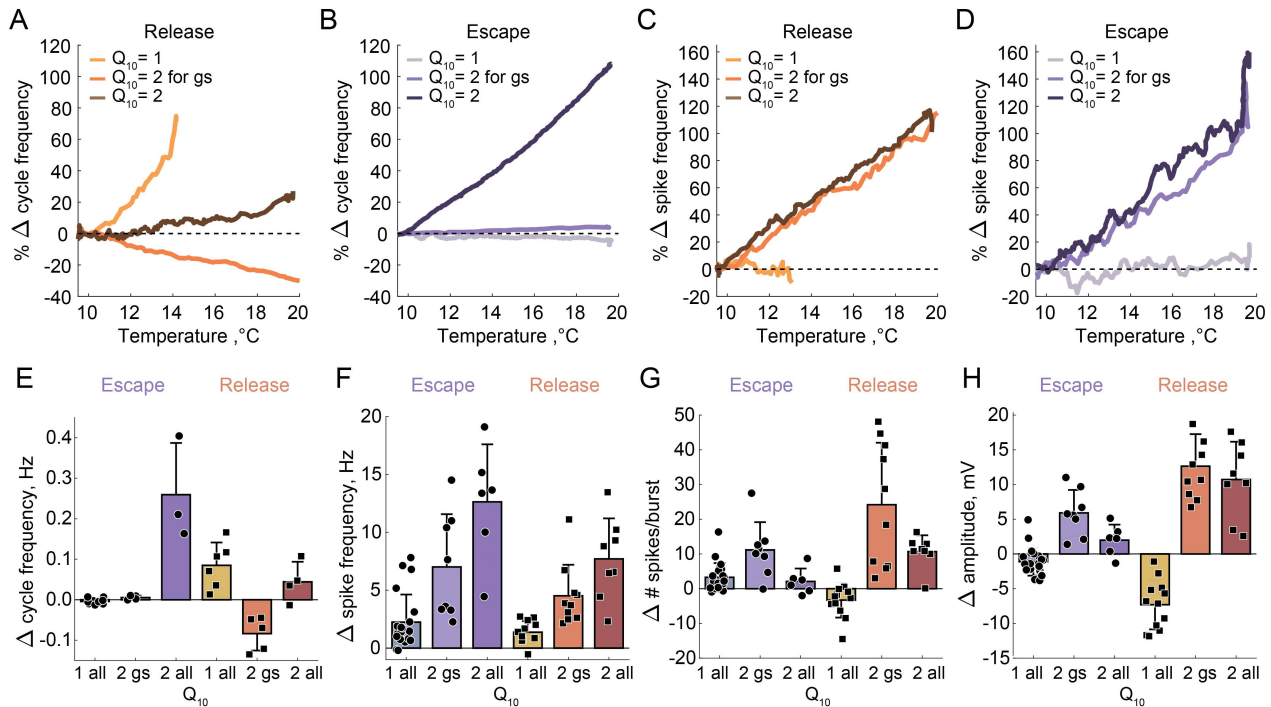 A
Release
Q10= 1
Q10= 2 for gs
Q10= 2
% Δ cycle frequency
120
100
80
60
40
20
0
-20
-40
10 12 14 16 18 20
Temperature ,°C
B
Escape
Q10= 1
Q10= 2 for gs
Q10= 2
% Δ cycle frequency
120
100
80
60
40
20
0
-20
-40
10 12 14 16 18 20
Temperature ,°C
C
Release
Q10= 1
Q10= 2 for gs
Q10= 2
% Δ spike frequency
160
140
120
100
80
60
40
20
0
-20
10 12 14 16 18 20
Temperature ,°C
D
Escape
Q10= 1
Q10= 2 for gs
Q10= 2
% Δ spike frequency
160
140
120
100
80
60
40
20
0
-20
10 12 14 16 18 20
Temperature ,°C
E
Escape Release
Δ cycle frequency, Hz
0.4
0.3
0.2
0.1
0.0
-0.1
1 all 2 gs 2 all 1 all 2 gs 2 all
Q10
F
Escape Release
Δ spike frequency, Hz
20
15
10
5
0
1 all 2 gs 2 all 1 all 2 gs 2 all
Q10
G
Escape Release
Δ # spikes/burst
50
40
30
20
10
0
-10
-20
1 all 2 gs 2 all 1 all 2 gs 2 all
Q10
H
Escape Release
Δ amplitude, mV
20
15
10
5
0
-5
-10
-15
1 all 2 gs 2 all 1 all 2 gs 2 all
Q10